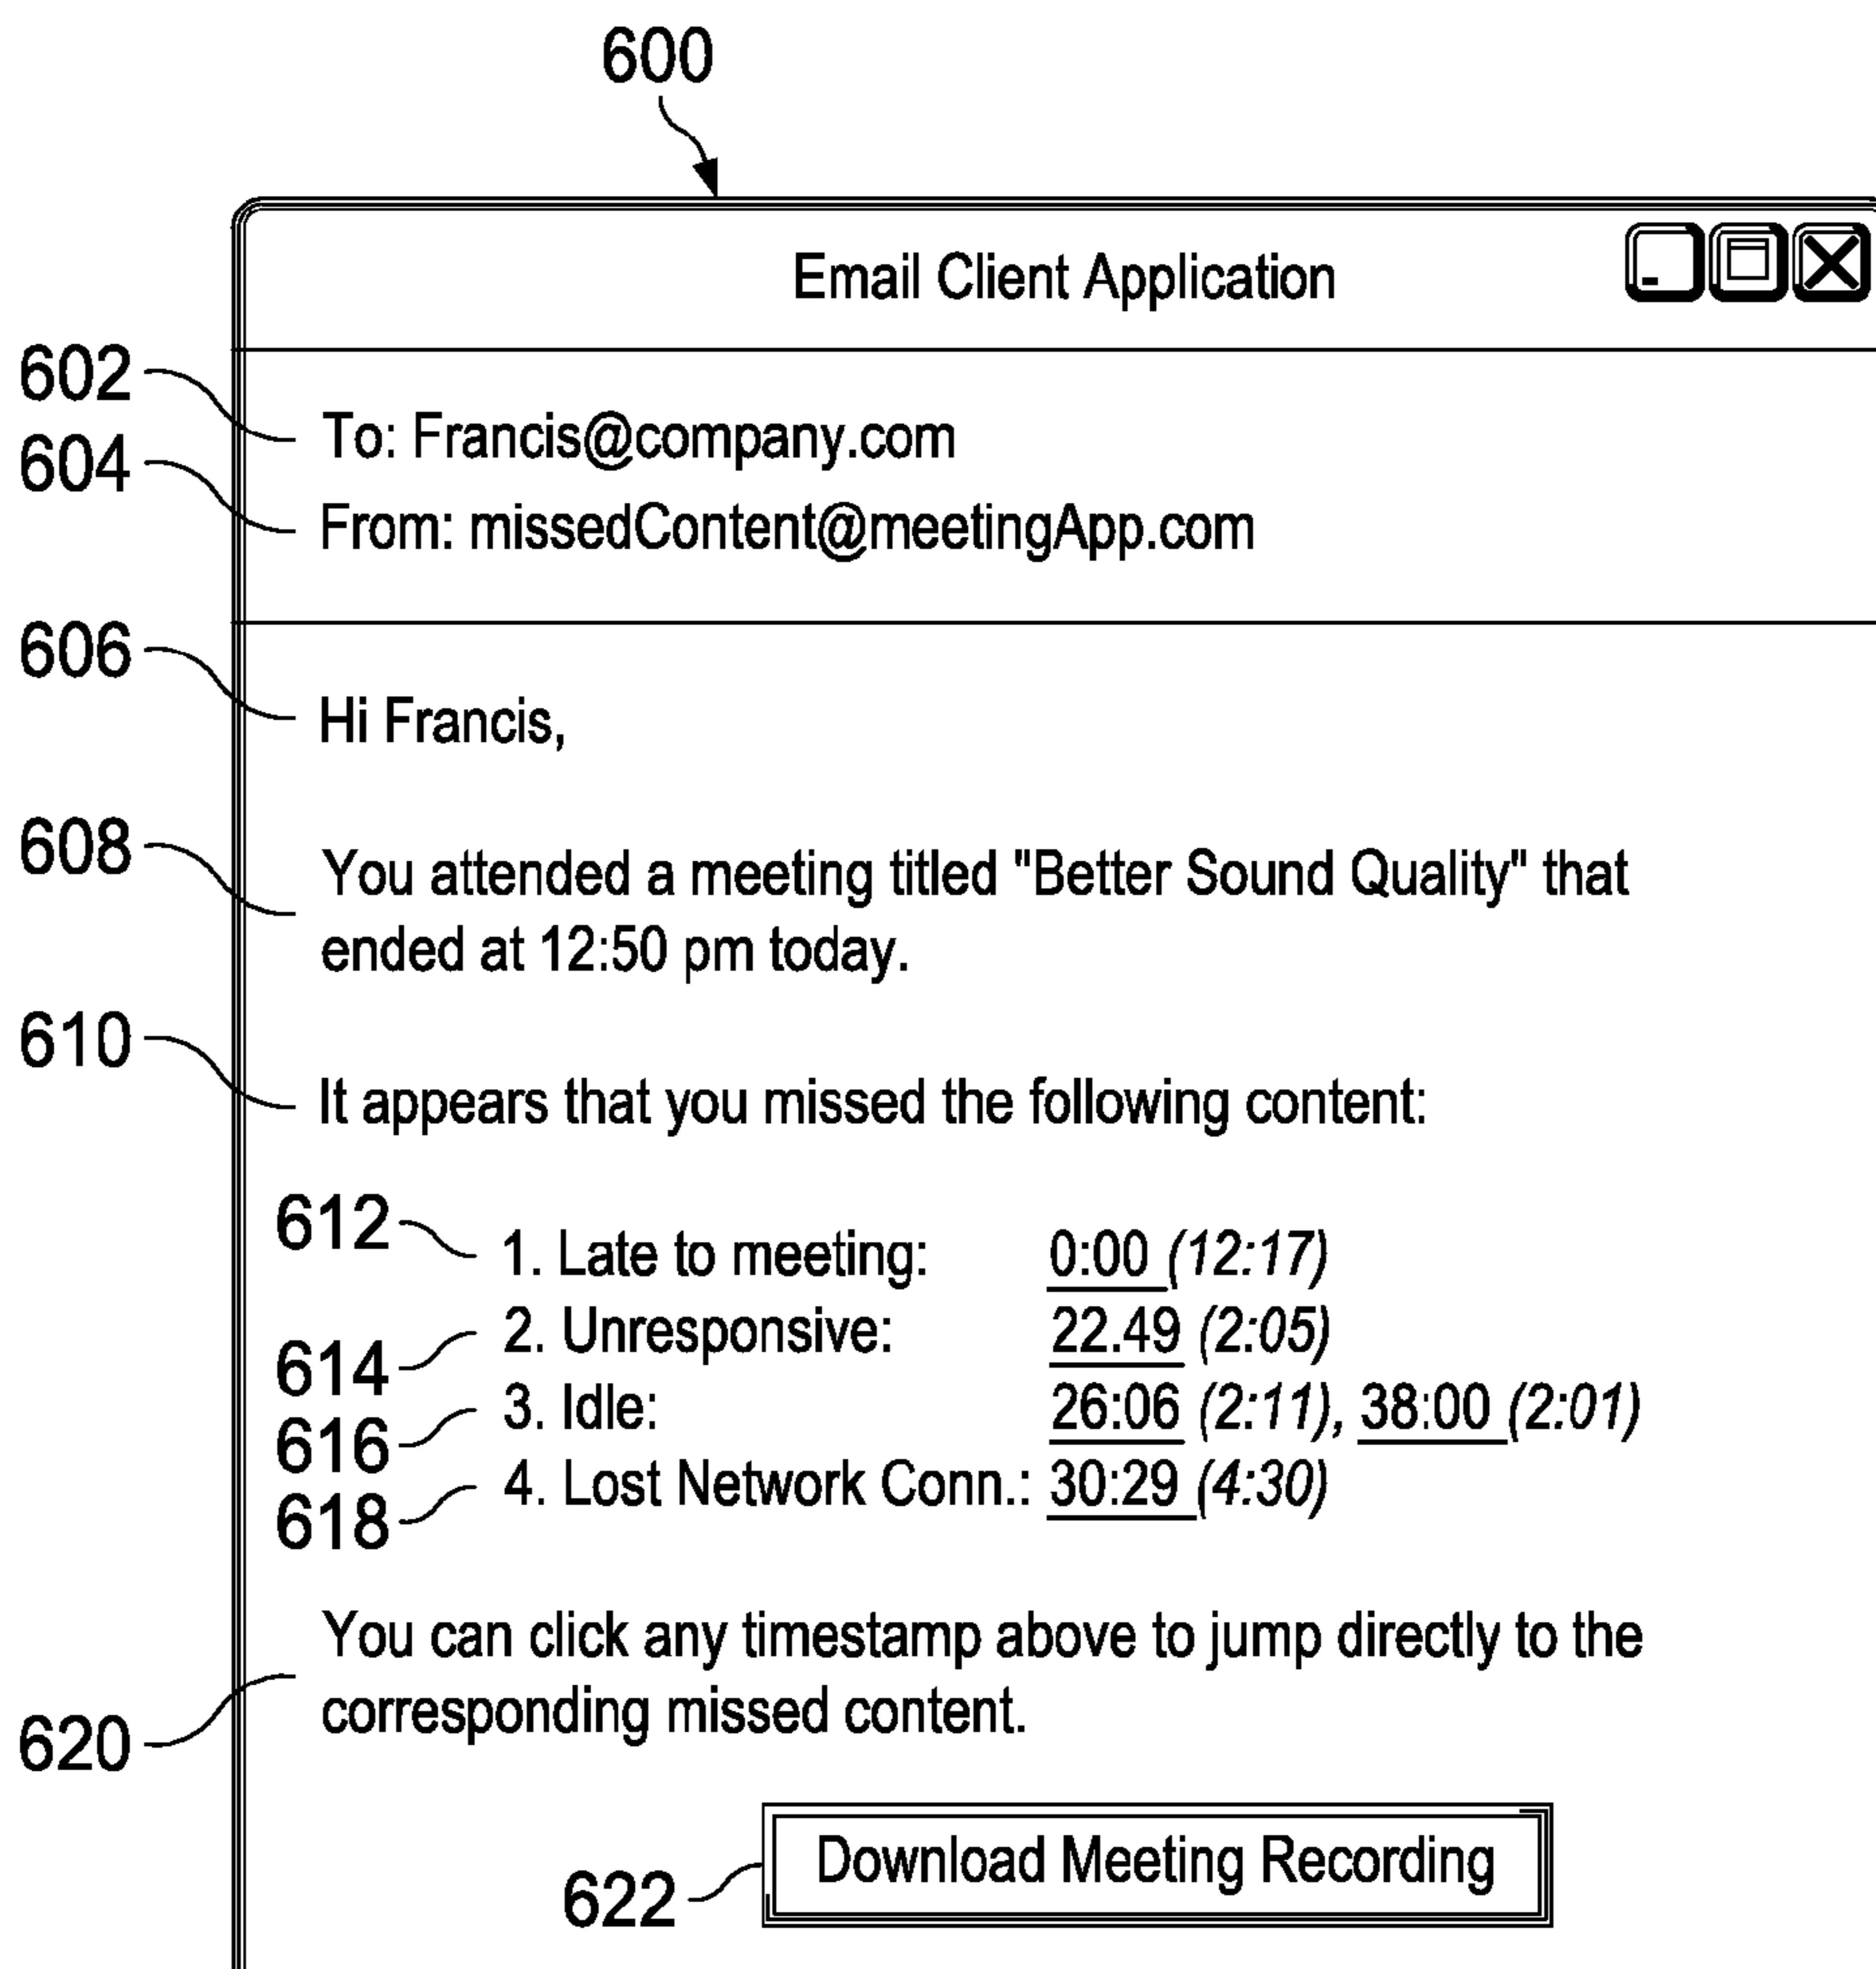 600
Email Client Application
602
To: Francis@company.com
604
From: missedContent@meetingApp.com
606
Hi Francis,
608
You attended a meeting titled "Better Sound Quality" that
ended at 12:50 pm today.
610
It appears that you missed the following content:
612
1. Late to meeting: 0:00 (12:17)
614
2. Unresponsive: 22.49 (2:05)
616
3. Idle: 26:06 (2:11), 38:00 (2:01)
618
4. Lost Network Conn.: 30:29 (4:30)
You can click any timestamp above to jump directly to the
corresponding missed content.
620
Download Meeting Recording
622